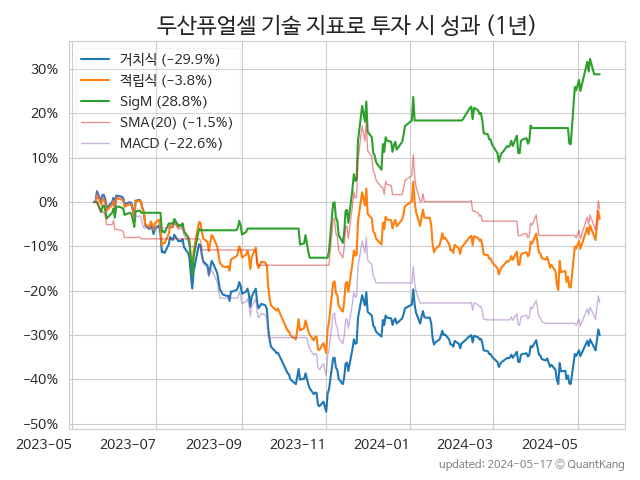 두산퓨얼셀 기술 지표로 투자 시 성과 (1년)
거치식 (−29.9%)
적립식 (−3.8%)
SigM (28.8%)
SMA(20) (−1.5%)
MACD (−22.6%)
30%
20%
10%
0%
−10%
−20%
−30%
−40%
−50%
2023-05 2023-07 2023-09 2023-11 2024-01 2024-03 2024-05
updated: 2024-05-17 © QuantKang